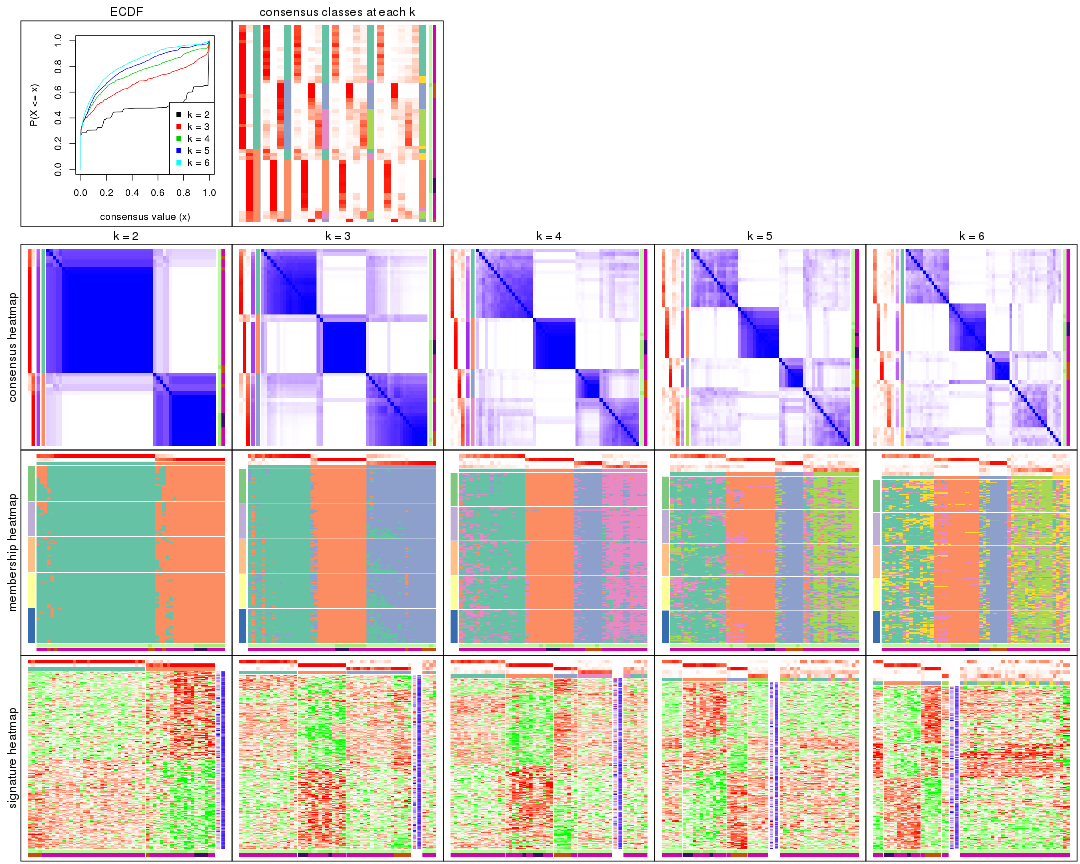 ECDF
consensus classes at each k
P(X <= x)
0.0 0.2 0.4 0.6 0.8 1.0
k = 2
k = 3
k = 4
k = 5
k = 6
0.0 0.2 0.4 0.6 0.8 1.0
consensus value (x)
k = 2 k = 3 k = 4 k = 5 k = 6
consensus heatmap
membership heatmap
signature heatmap